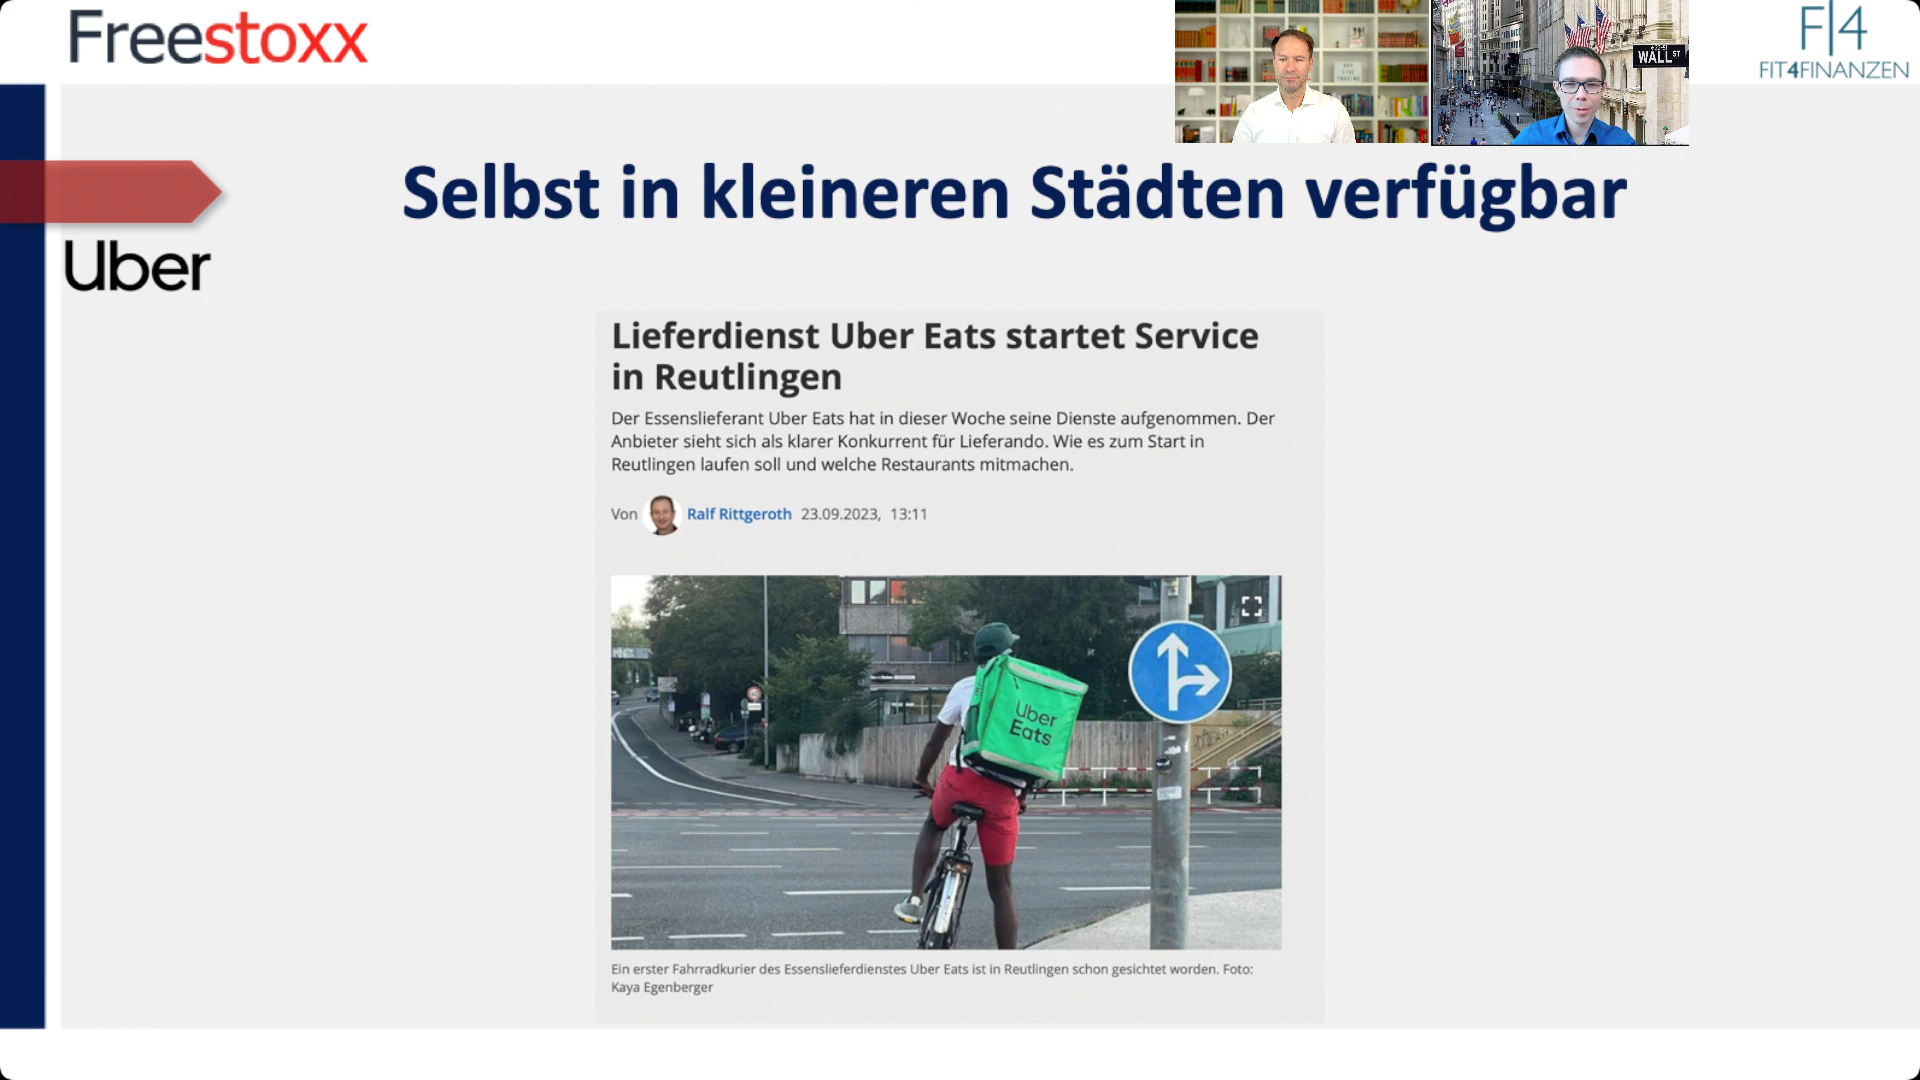 Freestoxx
WALL ST
F|4
FIT4FINANZEN
Selbst in kleineren Städten verfügbar
Uber
Lieferdienst Uber Eats startet Service
in Reutlingen
Der Essenslieferant Uber Eats hat in dieser Woche seine Dienste aufgenommen. Der
Anbieter sieht sich als klarer Konkurrent für Lieferando. Wie es zum Start in
Reutlingen laufen soll und welche Restaurants mitmachen.
Von Ralf Rittgeroth 23.09.2023, 13:11
Uber
Eats
Ein erster Fahrradkurier des Essenslieferdienstes Uber Eats ist in Reutlingen schon gesichtet worden. Foto:
Kaya Egenberger